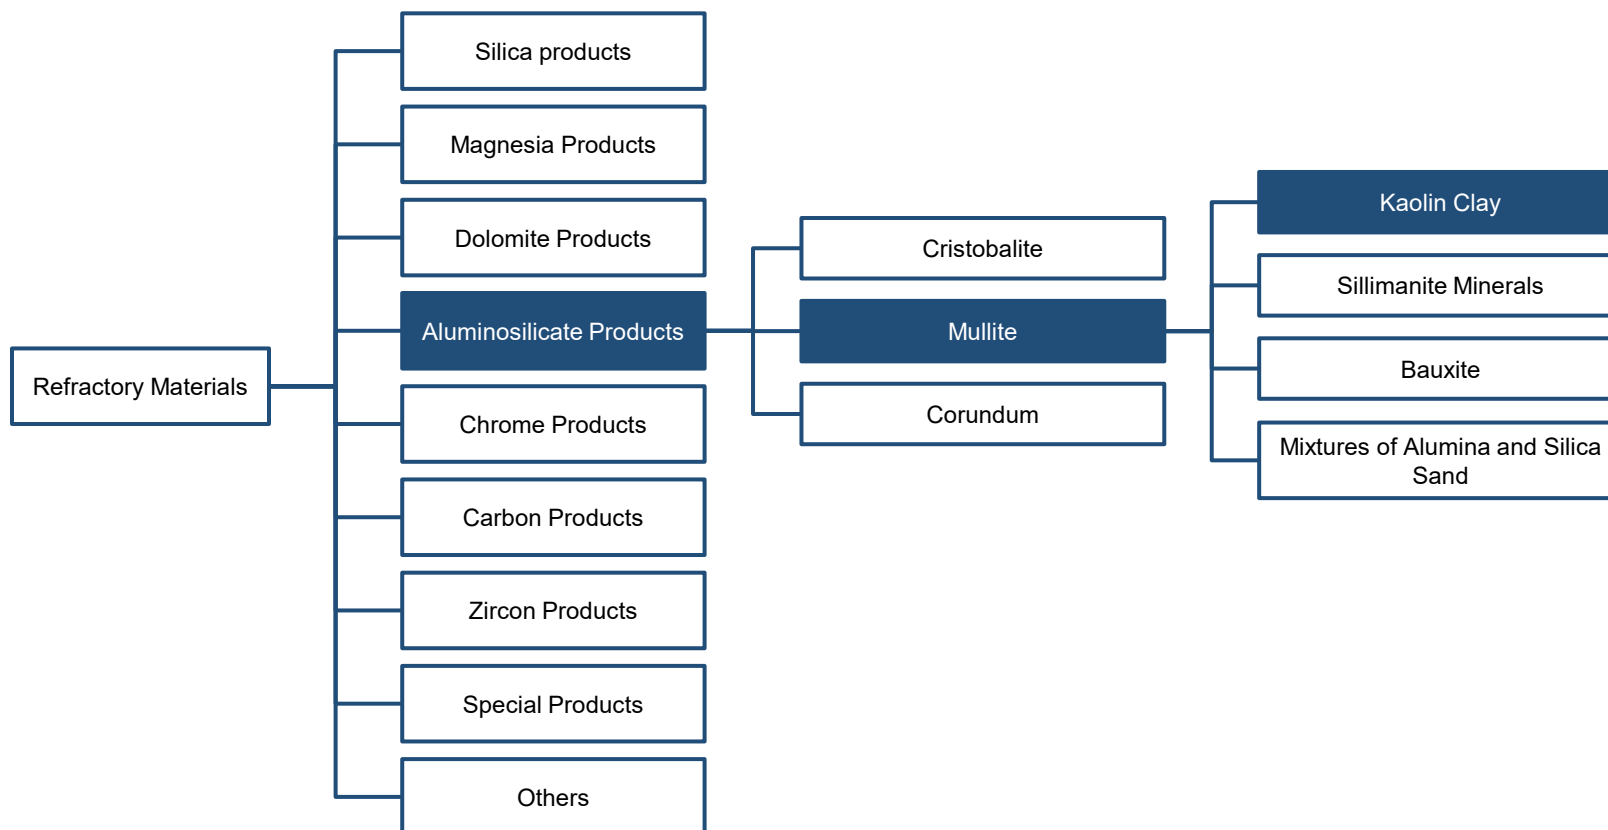 Refractory Materials
Silica products
Magnesia Products
Dolomite Products
Aluminosilicate Products
Chrome Products
Carbon Products
Zircon Products
Special Products
Others
Cristobalite
Mullite
Corundum
Kaolin Clay
Sillimanite Minerals
Bauxite
Mixtures of Alumina and Silica
Sand